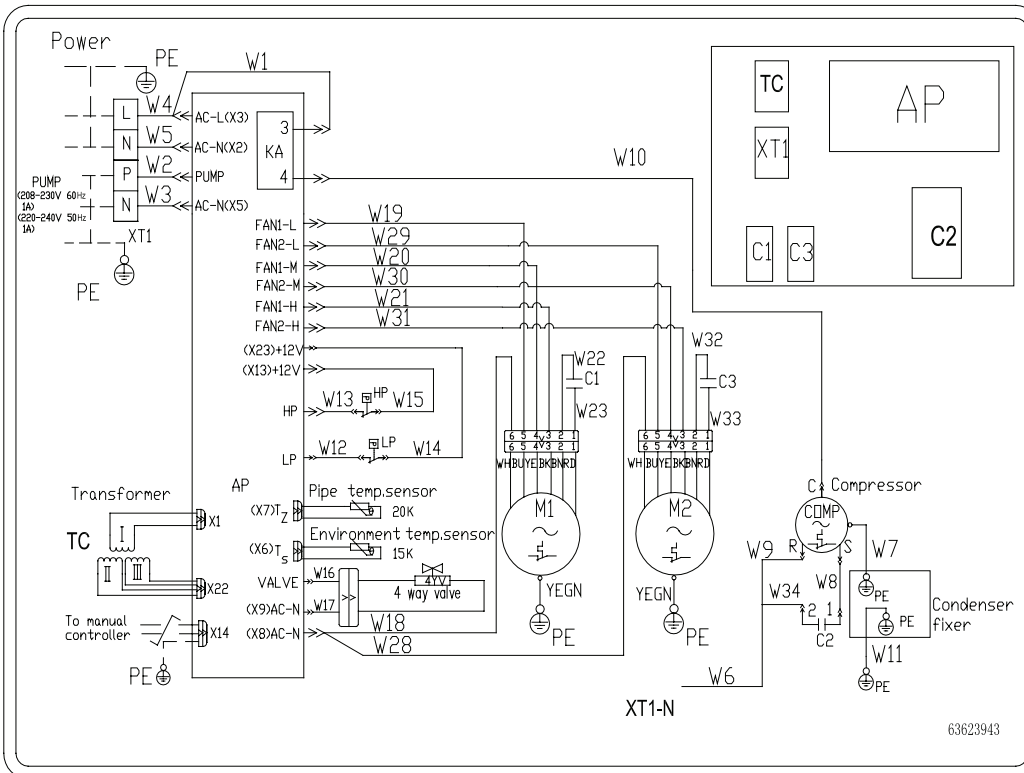 Power
PE
W1
L W4 AC-L(X3)
N W5 AC-N(X2)
P W2 PUMP
N W3 AC-N(X5)
PUMP
(208-230V 60Hz
1A)
(220-240V 50Hz
1A)
XT1
PE
3
KA
4
W10
TC
XT1
AP
C1
C3
C2
FAN1-L W19
FAN2-L W29
FAN1-M W20
FAN2-M W30
FAN1-H W21
FAN2-H W31
(X23)+12V
(X13)+12V
HP W13 HP W15
LP W12 LP W14
W22
C1
W23
W32
C3
W33
6 5 4 3 2 1
6 5 4 3 2 1
WH BU YE BK BN RD
M1
YEGN
PE
6 5 4 3 2 1
6 5 4 3 2 1
WH BU YE BK BN RD
M2
YEGN
PE
AP
Transformer
TC
I
II
III
X1
X22
To manual
controller
X14
PE
Pipe temp.sensor
(X7)TZ 20K
Environment temp.sensor
(X6)Ts 15K
VALVE W16
4YV
4 way valve
(X9)AC-N W17
(X8)AC-N W18
W28
C Compressor
COMP
R S
W9
W7
W8
W34
2 1
C2
PE
PE
Condenser
fixer
W11
PE
W6
XT1-N
63623943